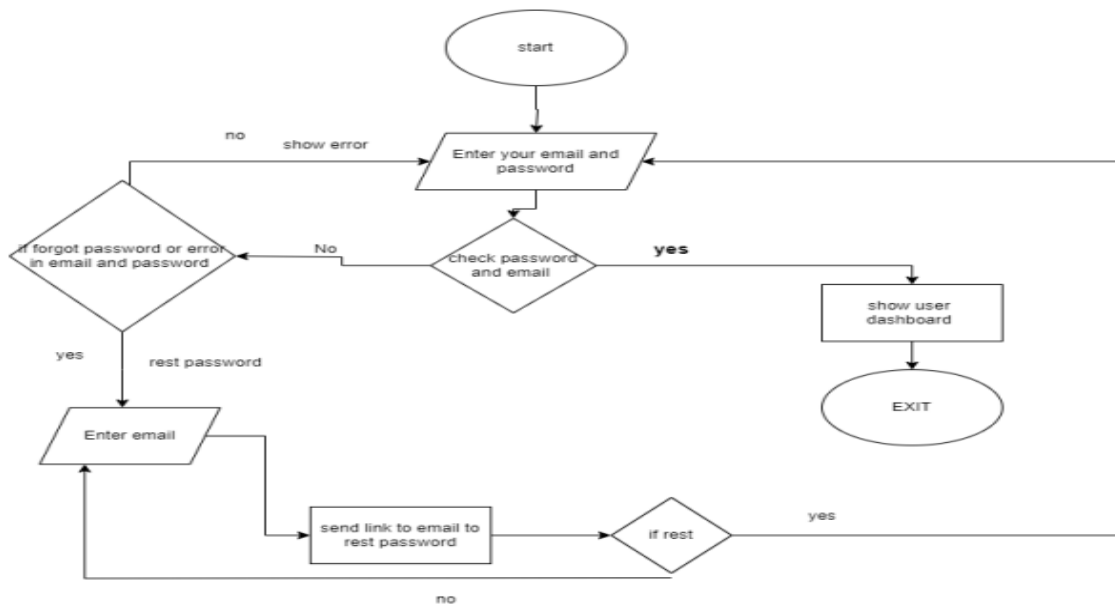 start
no
show error
Enter your email and
password
if forgot password or error
in email and password
No
check password
and email
yes
show user
dashboard
yes
rest password
EXIT
Enter email
send link to email to
rest password
if rest
yes
no